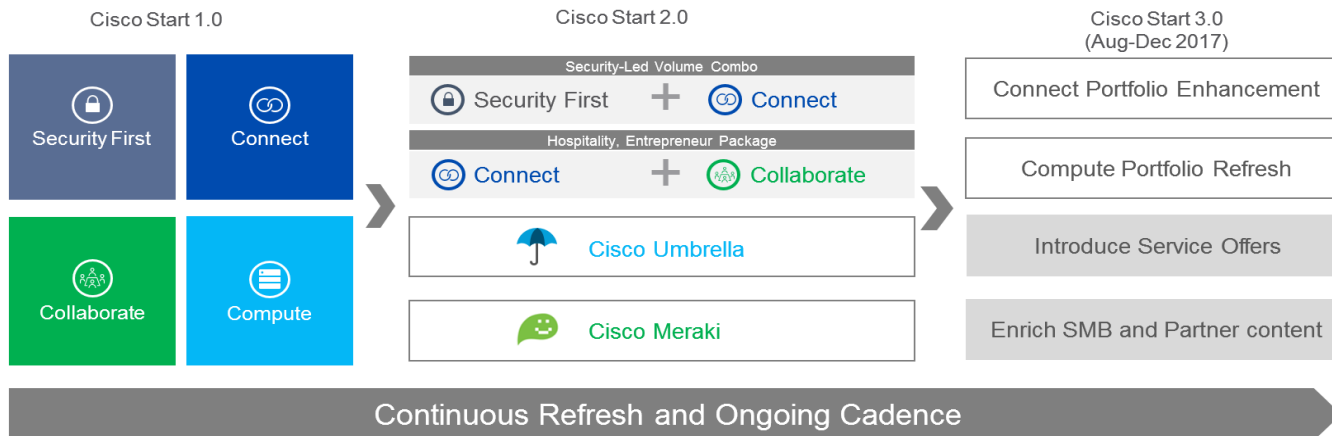 Cisco Start 1.0
Security First
Connect
Collaborate
Compute
Cisco Start 2.0
Security-Led Volume Combo
Security First + Connect
Hospitality, Entrepreneur Package
Connect + Collaborate
Cisco Umbrella
Cisco Meraki
Cisco Start 3.0
(Aug-Dec 2017)
Connect Portfolio Enhancement
Compute Portfolio Refresh
Introduce Service Offers
Enrich SMB and Partner content
Continuous Refresh and Ongoing Cadence